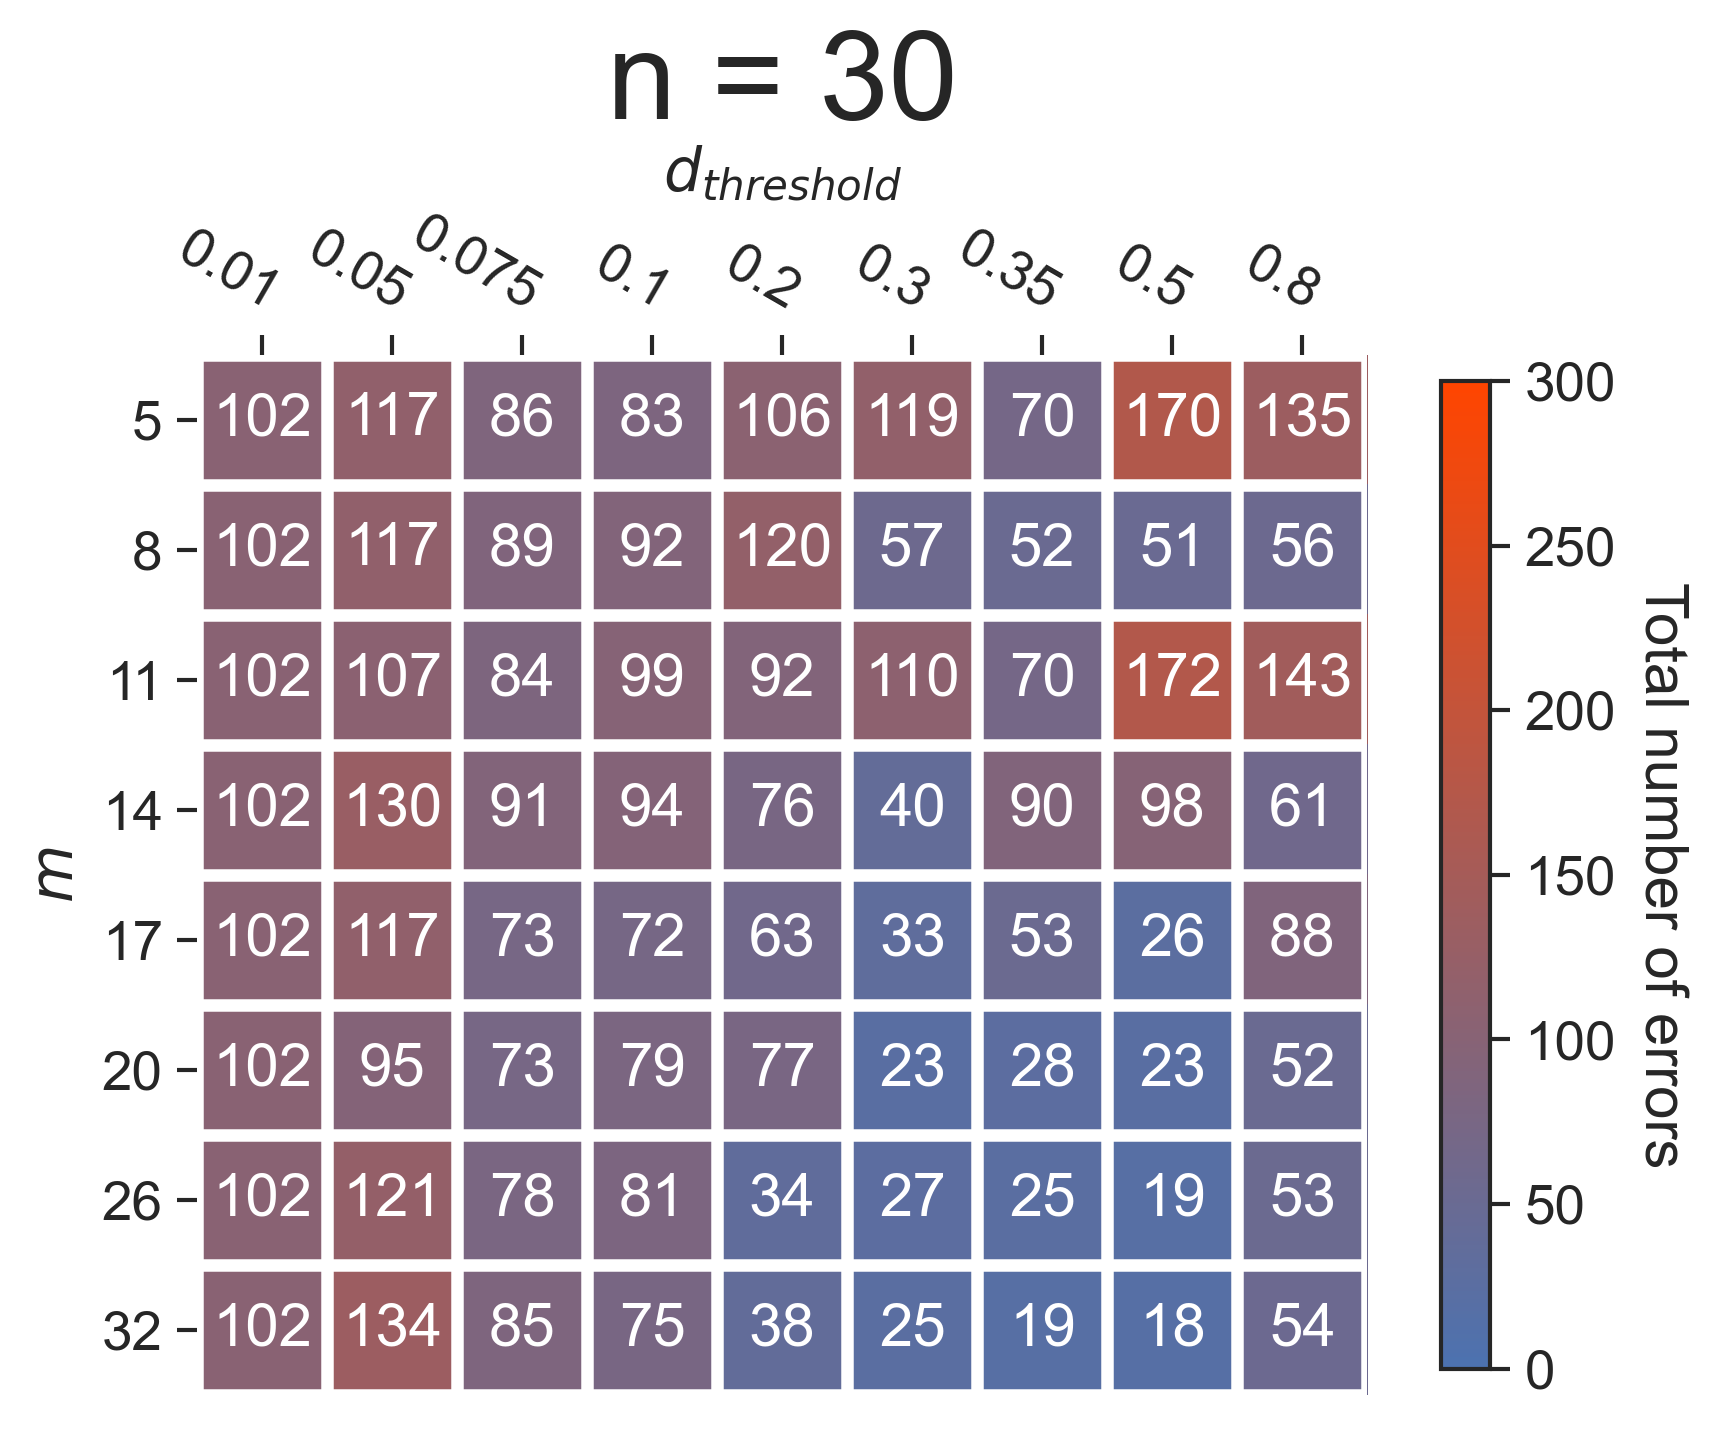 n = 30
d_threshold
0.01 0.05 0.075 0.1 0.2 0.3 0.35 0.5 0.8
5 102 117 86 83 106 119 70 170 135
8 102 117 89 92 120 57 52 51 56
11 102 107 84 99 92 110 70 172 143
14 102 130 91 94 76 40 90 98 61
17 102 117 73 72 63 33 53 26 88
20 102 95 73 79 77 23 28 23 52
26 102 121 78 81 34 27 25 19 53
32 102 134 85 75 38 25 19 18 54
m
300
250
200
150
100
50
0
Total number of errors